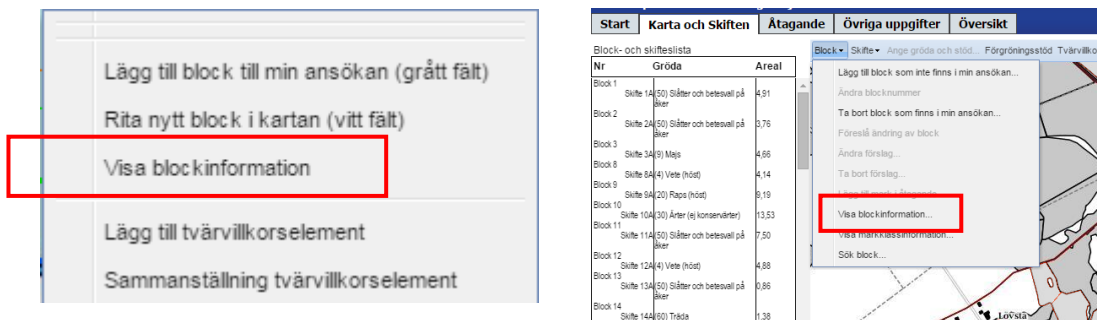 Lägg till block till min ansökan (grått fält)
Rita nytt block i kartan (vitt fält)
Visa blockinformation
Lägg till tvärvillkorselement
Sammanställning tvärvillkorselement
Start Karta och Skiften Åtagande Övriga uppgifter Översikt
Block- och skifteslista
Nr Gröda Areal
Block 1
Skifte 1A (50) Slåtter och betesvall på åker 4,91
Block 2
Skifte 2A (50) Slåtter och betesvall på åker 3,76
Block 3
Skifte 3A (9) Majs 4,66
Block 8
Skifte 8A (4) Vete (höst) 4,14
Block 9
Skifte 9A (20) Raps (höst) 9,19
Block 10
Skifte 10A (30) Ärter (ej konservärter) 13,53
Block 11
Skifte 11A (50) Slåtter och betesvall på åker 7,50
Block 12
Skifte 12A (4) Vete (höst) 4,88
Block 13
Skifte 13A (50) Slåtter och betesvall på åker 0,86
Block 14
Skifte 14A (60) Träda 1,38
Block Skifte Ange gröda och stöd... Förgröningsstöd Tvärvillko
Lägg till block som inte finns i min ansökan...
Ändra blocknummer
Ta bort block som finns i min ansökan...
Föreslå ändring av block
Ändra förslag...
Ta bort förslag...
Lägg till mark i åtagande
Visa blockinformation...
Visa markklassinformation...
Sök block...
Lövsta